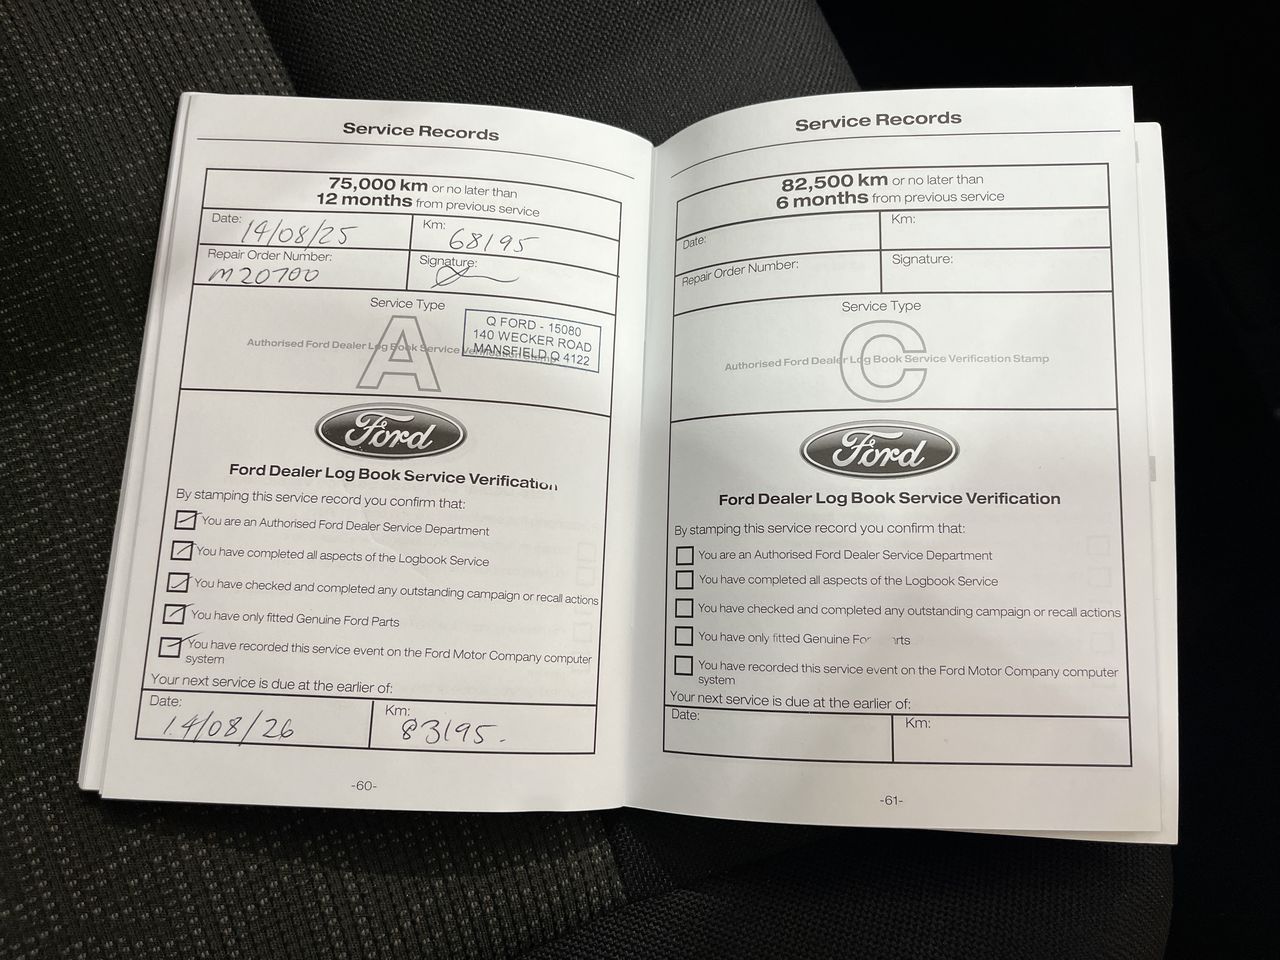 Service Records
75,000 km or no later than
12 months from previous service
Date: 14/08/25
Km: 68195
Repair Order Number: M20700
Signature:
Service Type
A
Authorised Ford Dealer Log Book Service
Q FORD - 15080
140 WECKER ROAD
MANSFIELD Q 4122
Ford
Ford Dealer Log Book Service Verification
By stamping this service record you confirm that:
You are an Authorised Ford Dealer Service Department
You have completed all aspects of the Logbook Service
You have checked and completed any outstanding campaign or recall actions
You have only fitted Genuine Ford Parts
You have recorded this service event on the Ford Motor Company computer
system
Your next service is due at the earlier of:
Date: 14/08/26
Km: 83195.
-60-
Service Records
82,500 km or no later than
6 months from previous service
Date:
Km:
Repair Order Number:
Signature:
Service Type
C
Authorised Ford Dealer Log Book Service Verification Stamp
Ford
Ford Dealer Log Book Service Verification
By stamping this service record you confirm that:
You are an Authorised Ford Dealer Service Department
You have completed all aspects of the Logbook Service
You have checked and completed any outstanding campaign or recall actions
You have only fitted Genuine
You have recorded this service event on the Ford Motor Company computer
system
Your next service is due at the earlier of:
Date:
Km:
-61-